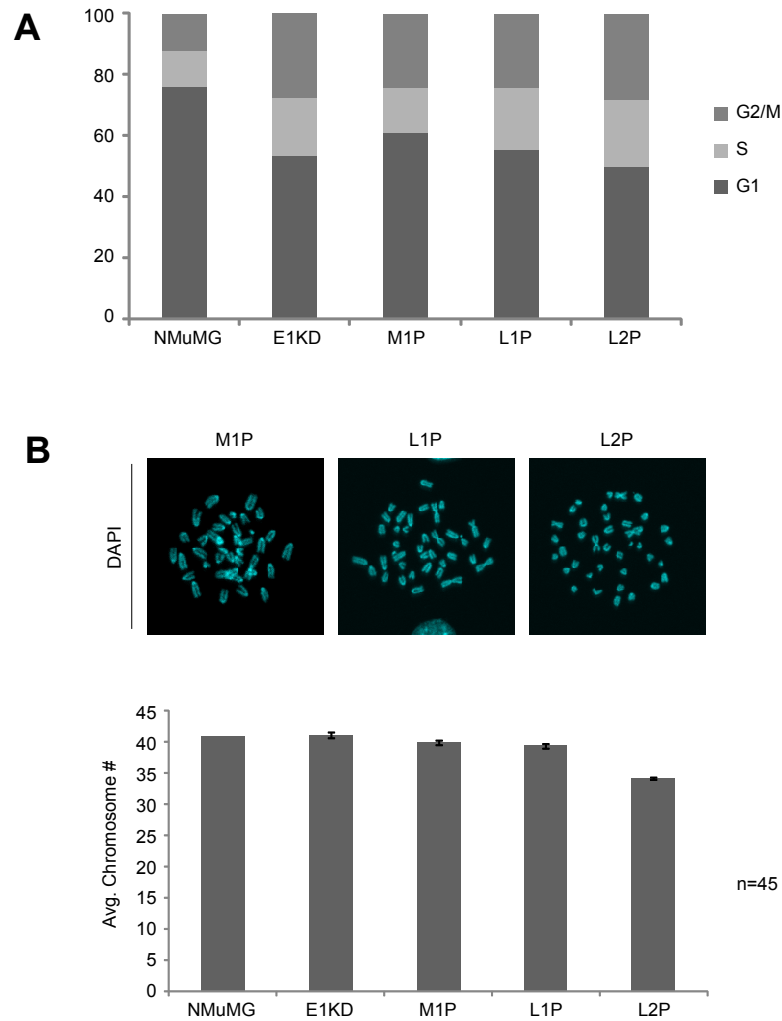 A
100
80
60
40
20
0
G2/M
S
G1
NMuMG E1KD M1P L1P L2P
B
M1P L1P L2P
DAPI
Avg. Chromosome #
45
40
35
30
25
20
15
10
5
0
n=45
NMuMG E1KD M1P L1P L2P